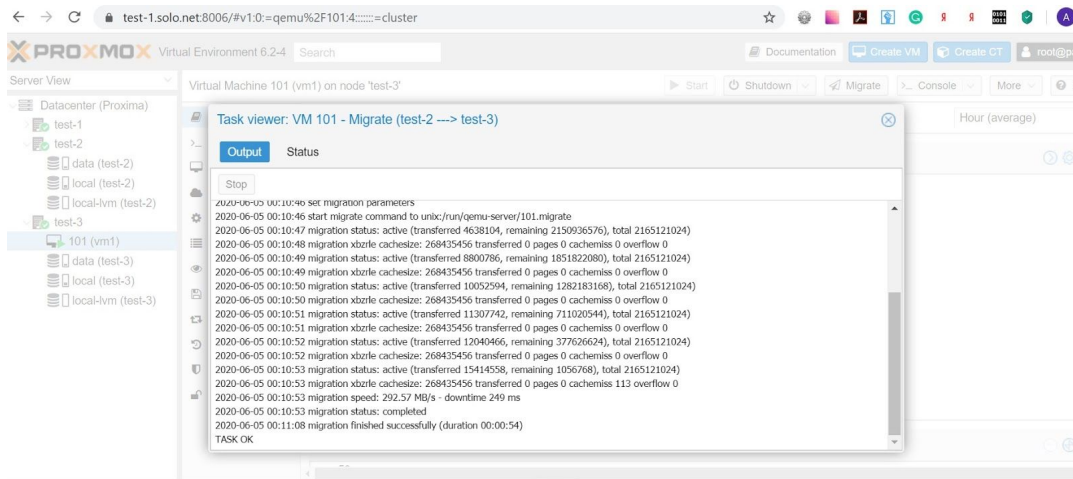 test-1.solo.net:8006/#v1:0:=qemu%2F101:4:::::::=cluster
PROXMOX Virtual Environment 6.2-4 Search
Documentation Create VM Create CT root@pa
Server View
Virtual Machine 101 (vm1) on node 'test-3'
Start Shutdown Migrate Console More
Datacenter (Proxima)
test-1
test-2
data (test-2)
local (test-2)
local-lvm (test-2)
test-3
101 (vm1)
data (test-3)
local (test-3)
local-lvm (test-3)
Hour (average)
Task viewer: VM 101 - Migrate (test-2 ---> test-3)
Output Status
Stop
2020-06-05 00:10:46 set migration parameters
2020-06-05 00:10:46 start migrate command to unix:/run/qemu-server/101.migrate
2020-06-05 00:10:47 migration status: active (transferred 4638104, remaining 2150936576), total 2165121024)
2020-06-05 00:10:48 migration xbzrle cachesize: 268435456 transferred 0 pages 0 cachemiss 0 overflow 0
2020-06-05 00:10:49 migration status: active (transferred 8800786, remaining 1851822080), total 2165121024)
2020-06-05 00:10:49 migration xbzrle cachesize: 268435456 transferred 0 pages 0 cachemiss 0 overflow 0
2020-06-05 00:10:50 migration status: active (transferred 10052594, remaining 1282183168), total 2165121024)
2020-06-05 00:10:50 migration xbzrle cachesize: 268435456 transferred 0 pages 0 cachemiss 0 overflow 0
2020-06-05 00:10:51 migration status: active (transferred 11307742, remaining 711020544), total 2165121024)
2020-06-05 00:10:51 migration xbzrle cachesize: 268435456 transferred 0 pages 0 cachemiss 0 overflow 0
2020-06-05 00:10:52 migration status: active (transferred 12040466, remaining 377626624), total 2165121024)
2020-06-05 00:10:52 migration xbzrle cachesize: 268435456 transferred 0 pages 0 cachemiss 0 overflow 0
2020-06-05 00:10:53 migration status: active (transferred 15414558, remaining 1056768), total 2165121024)
2020-06-05 00:10:53 migration xbzrle cachesize: 268435456 transferred 0 pages 0 cachemiss 113 overflow 0
2020-06-05 00:10:53 migration speed: 292.57 MB/s - downtime 249 ms
2020-06-05 00:10:53 migration status: completed
2020-06-05 00:11:08 migration finished successfully (duration 00:00:54)
TASK OK